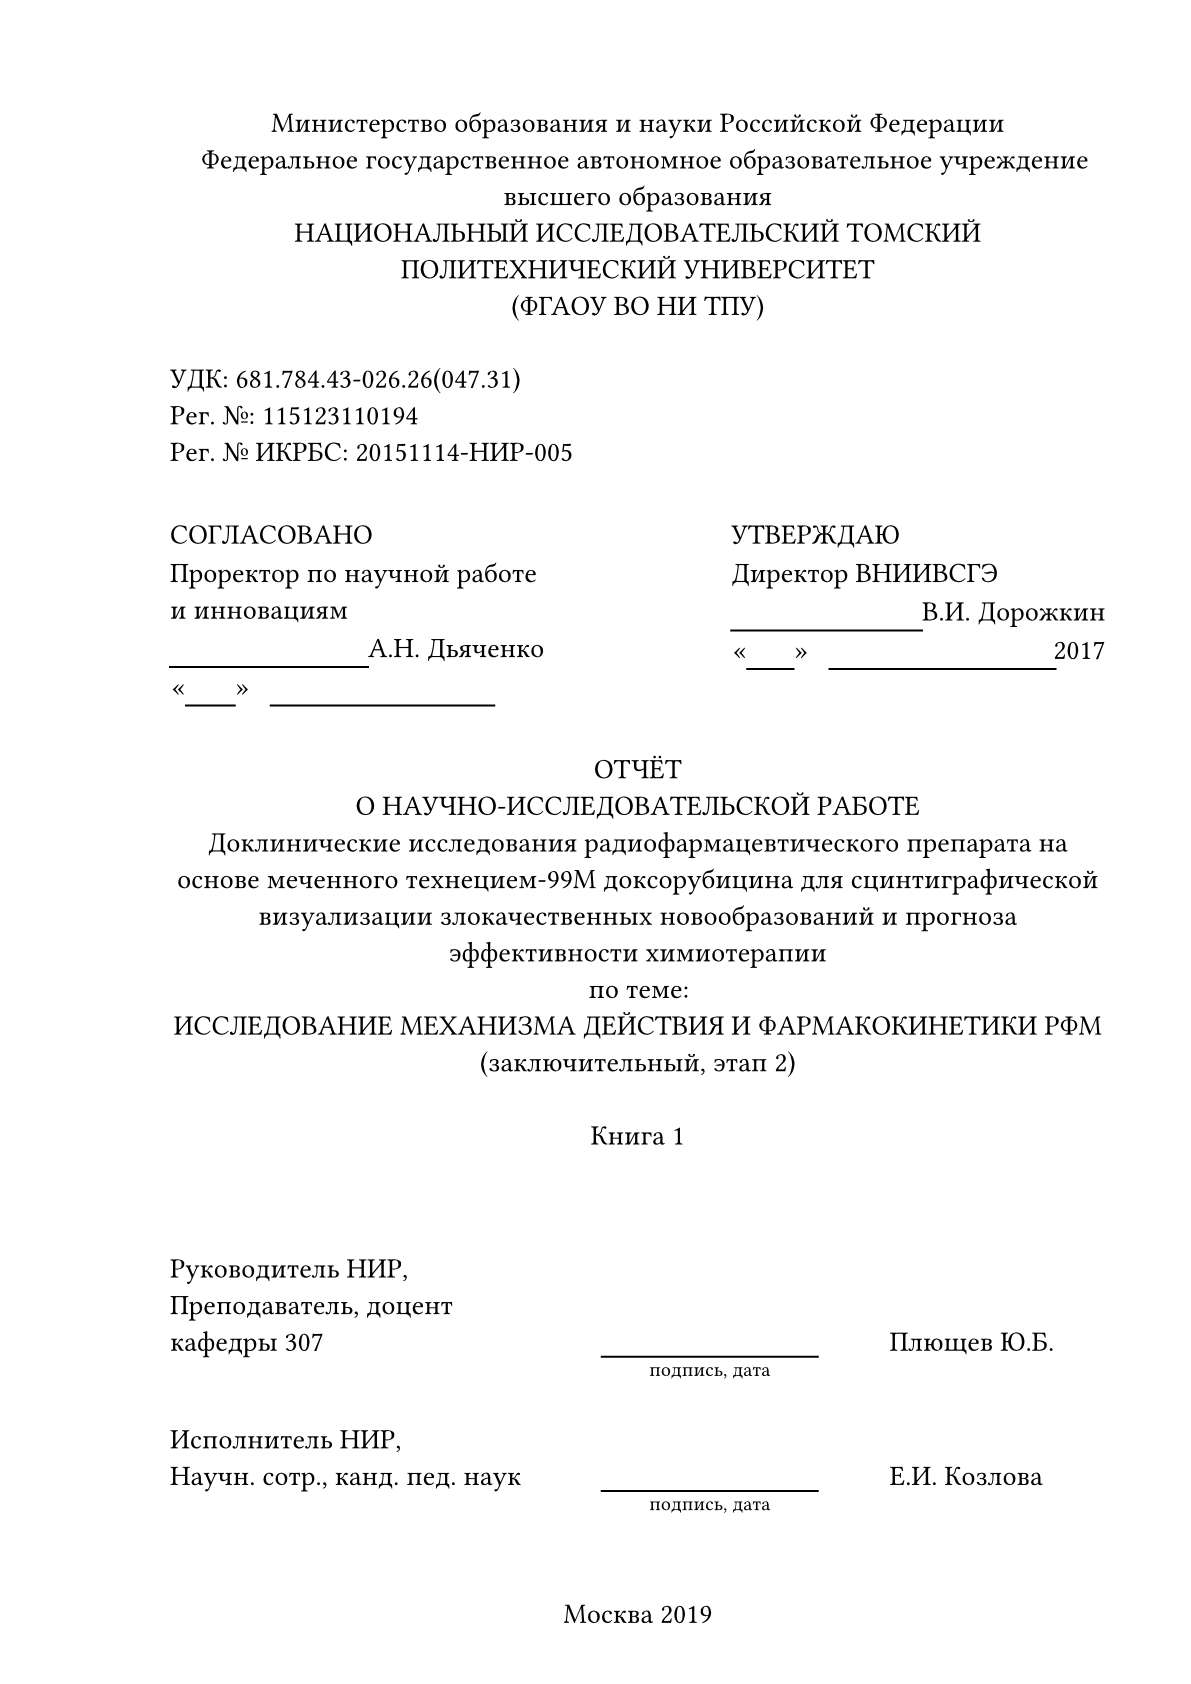 Министерство образования и науки Российской Федерации
Федеральное государственное автономное образовательное учреждение
высшего образования
НАЦИОНАЛЬНЫЙ ИССЛЕДОВАТЕЛЬСКИЙ ТОМСКИЙ
ПОЛИТЕХНИЧЕСКИЙ УНИВЕРСИТЕТ
(ФГАОУ ВО НИ ТПУ)
УДК: 681.784.43-026.26(047.31)
Рег. №: 115123110194
Рег. № ИКРБС: 20151114-НИР-005
СОГЛАСОВАНО
Проректор по научной работе
и инновациям
А.Н. Дьяченко
«___» ______________
УТВЕРЖДАЮ
Директор ВНИИВСГЭ
В.И. Дорожкин
«___» ______________2017
ОТЧЁТ
О НАУЧНО-ИССЛЕДОВАТЕЛЬСКОЙ РАБОТЕ
Доклинические исследования радиофармацевтического препарата на
основе меченного технецием-99М доксорубицина для сцинтиграфической
визуализации злокачественных новообразований и прогноза
эффективности химиотерапии
по теме:
ИССЛЕДОВАНИЕ МЕХАНИЗМА ДЕЙСТВИЯ И ФАРМАКОКИНЕТИКИ РФМ
(заключительный, этап 2)
Книга 1
Руководитель НИР,
Преподаватель, доцент
кафедры 307 Плющев Ю.Б.
подпись, дата
Исполнитель НИР,
Научн. сотр., канд. пед. наук Е.И. Козлова
подпись, дата
Москва 2019